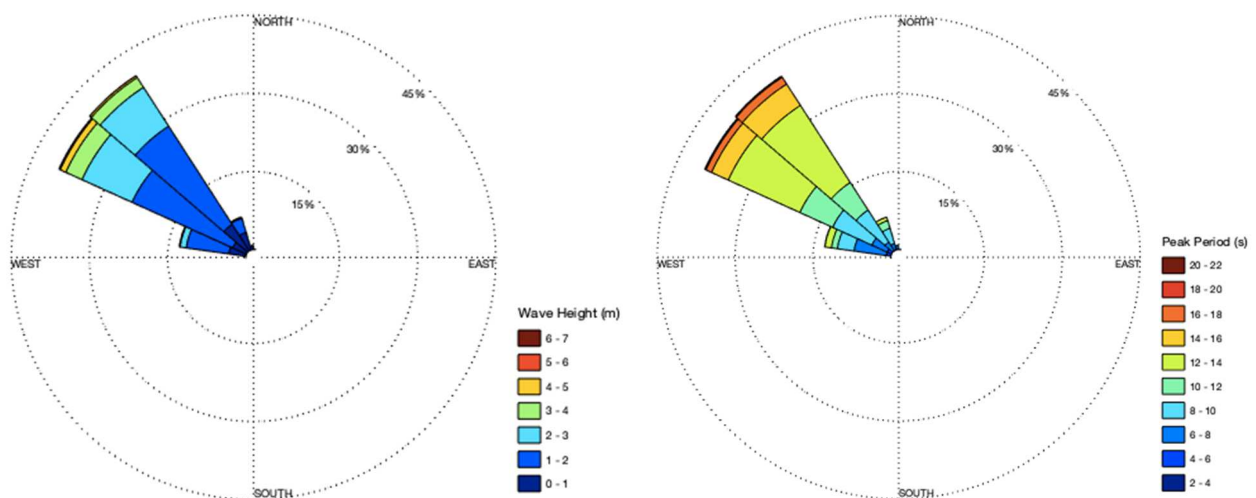 NORTH
45%
30%
15%
WEST
EAST
SOUTH
Wave Height (m)
6 - 7
5 - 6
4 - 5
3 - 4
2 - 3
1 - 2
0 - 1
NORTH
45%
30%
15%
WEST
EAST
SOUTH
Peak Period (s)
20 - 22
18 - 20
16 - 18
14 - 16
12 - 14
10 - 12
8 - 10
6 - 8
4 - 6
2 - 4